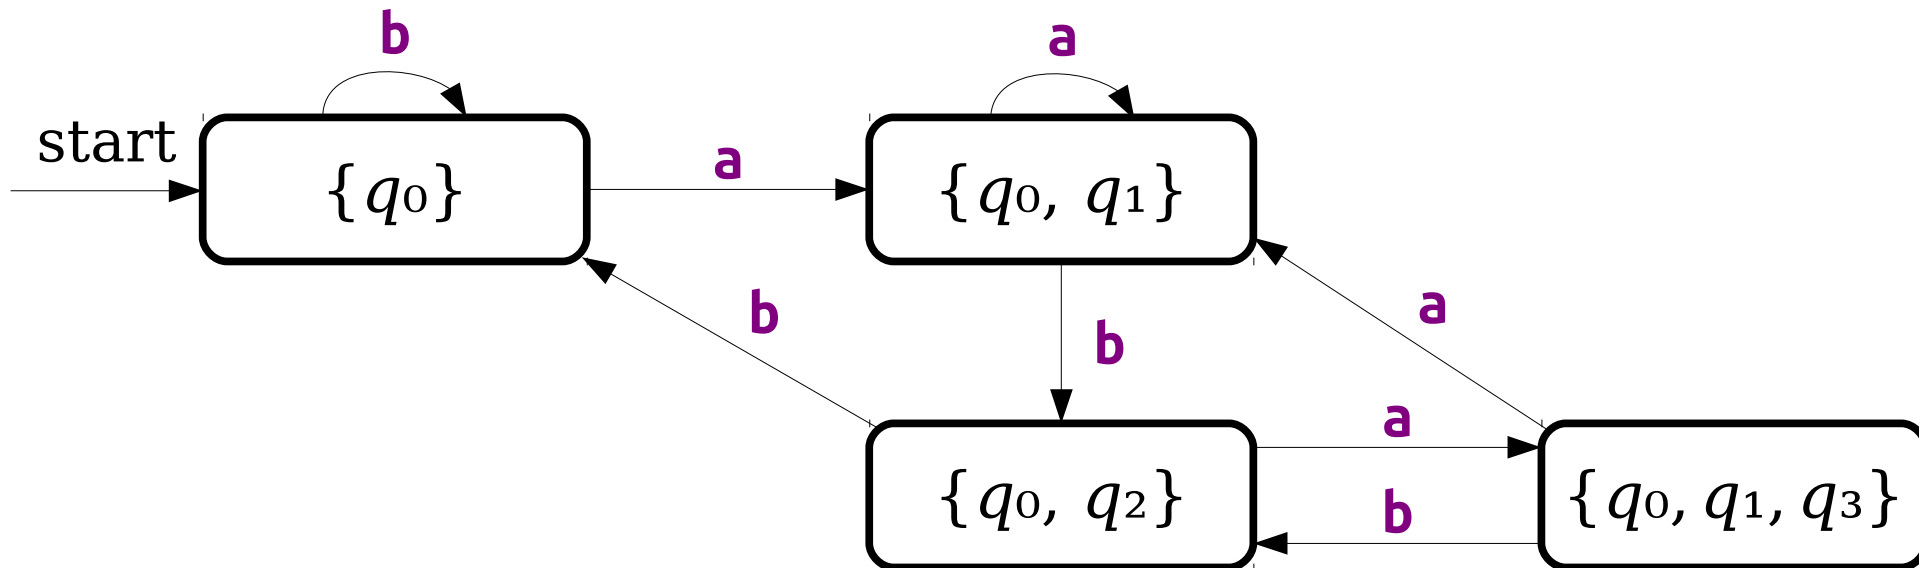 b
a
start
{q₀}
a
{q₀, q₁}
b
b
a
a
{q₀, q₂}
b
{q₀, q₁, q₃}